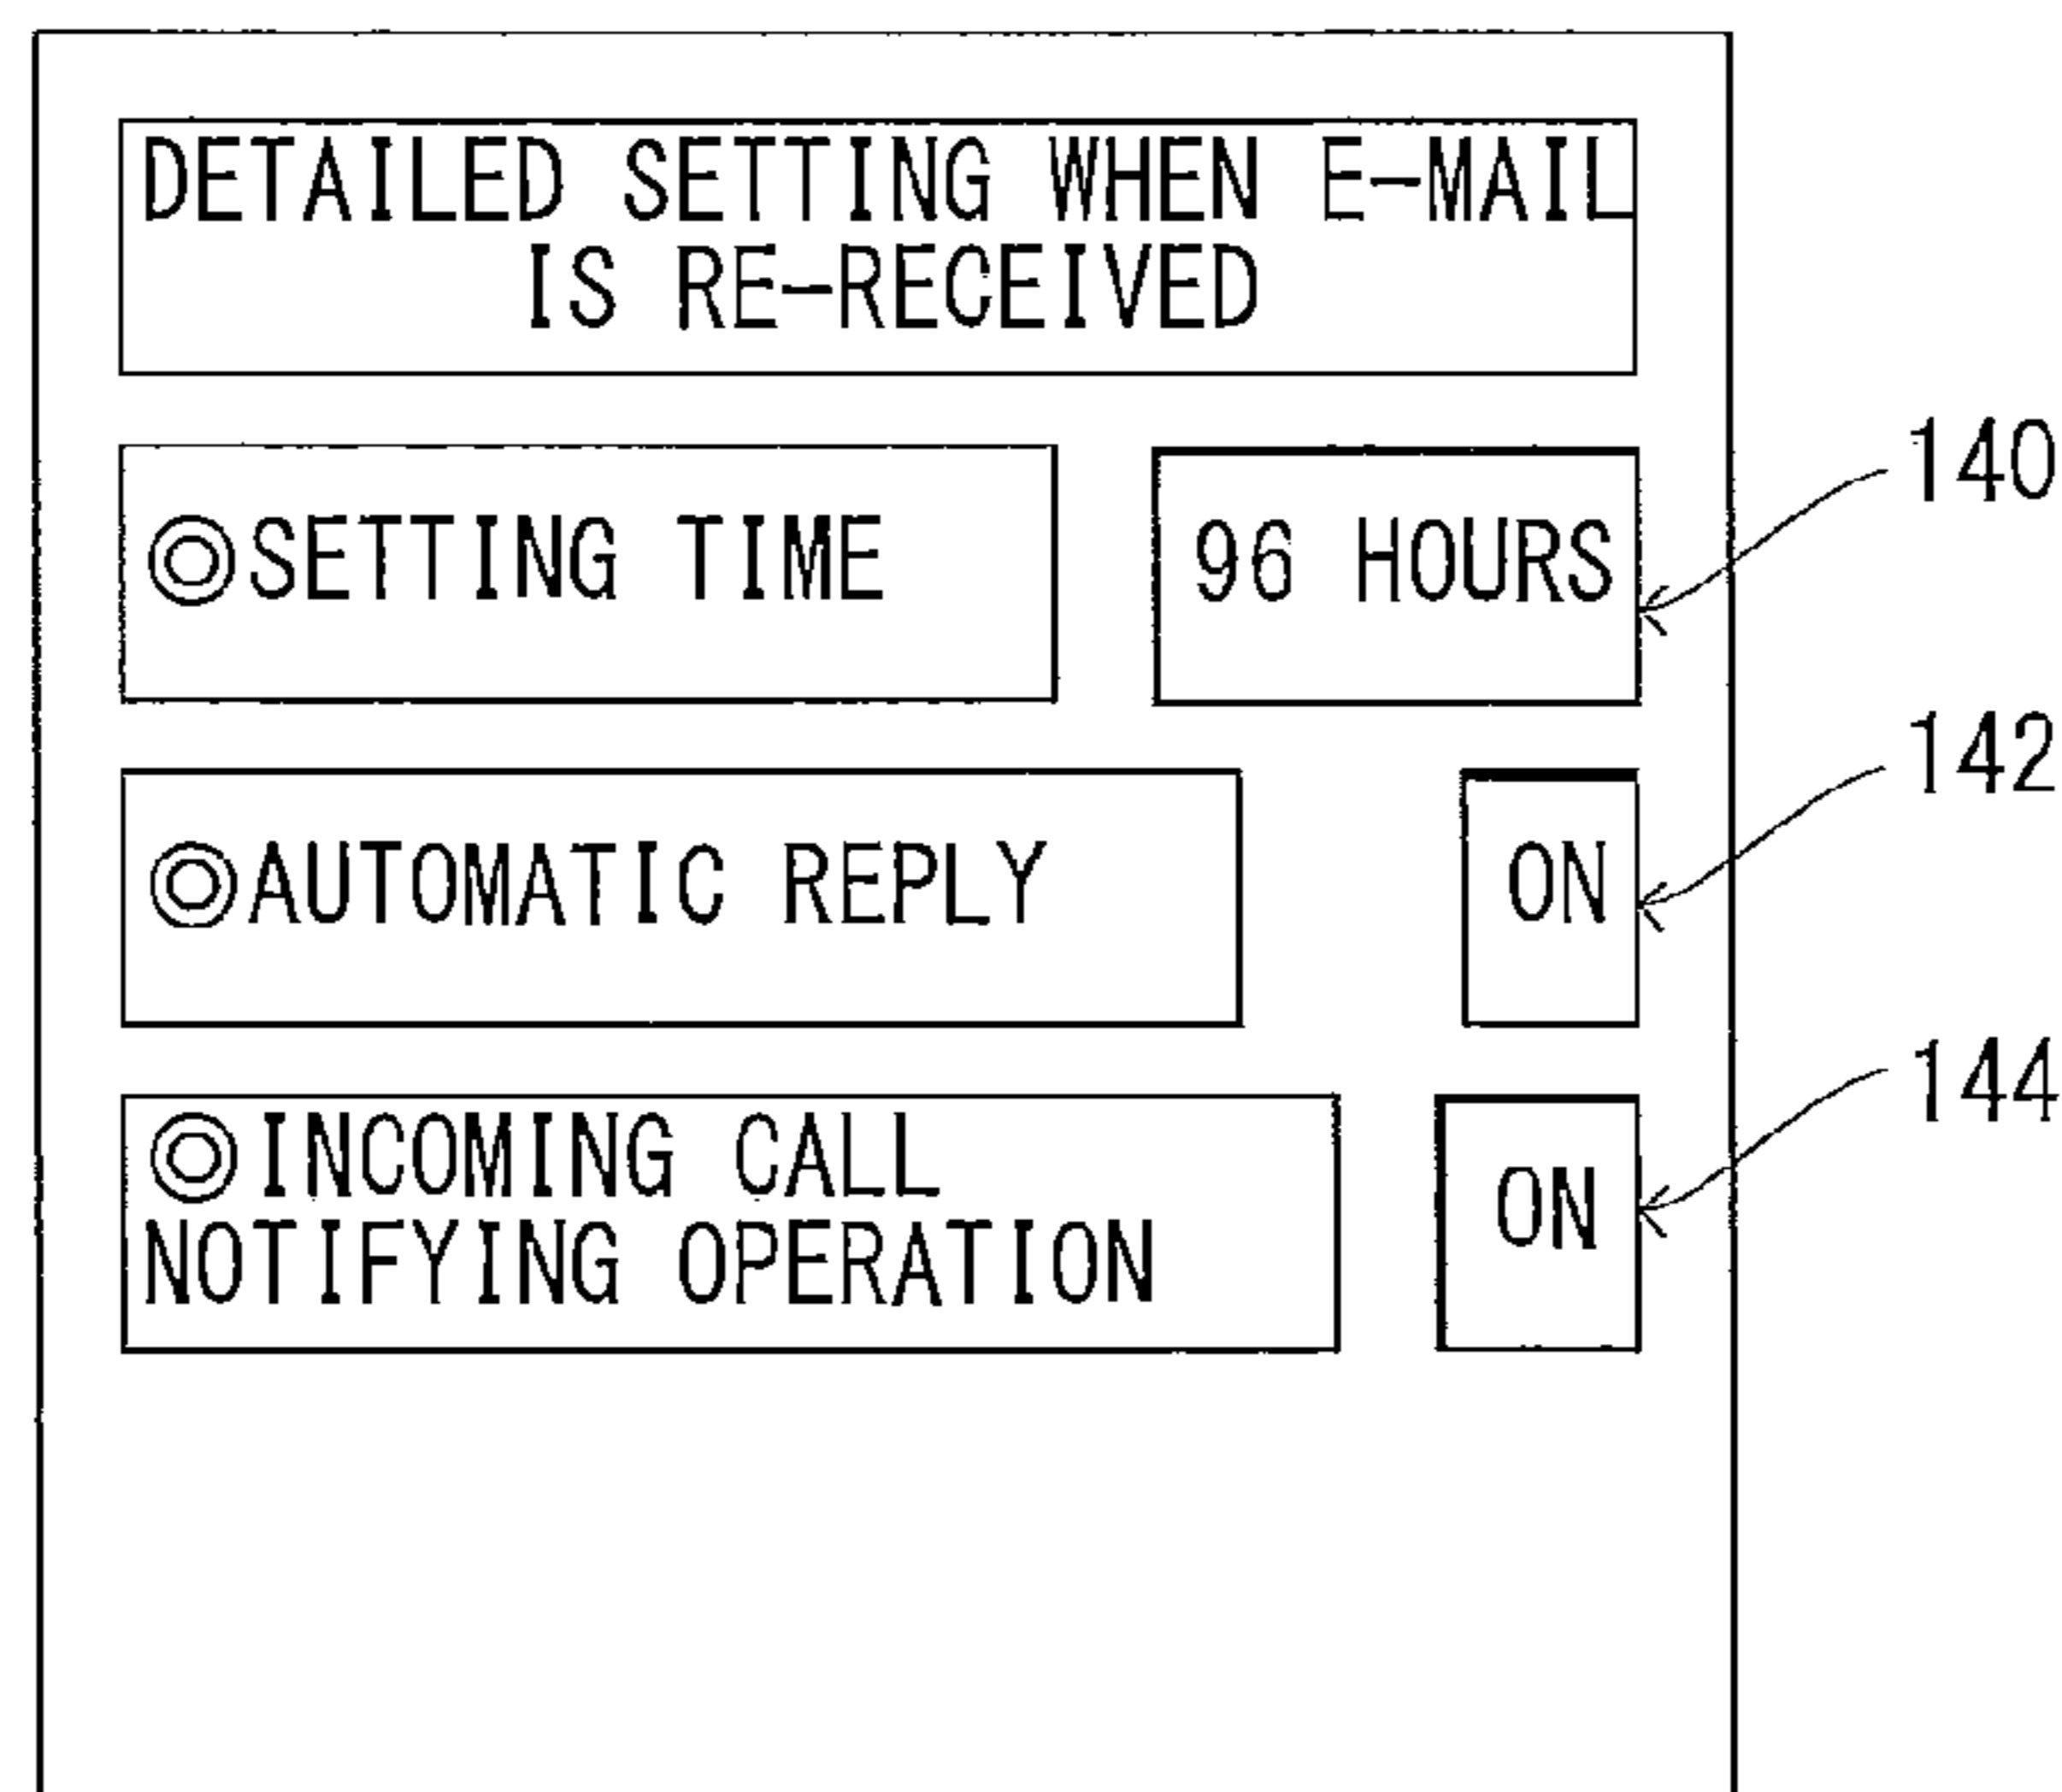 DETAILED SETTING WHEN E-MAIL
IS RE-RECEIVED
◎SETTING TIME
96 HOURS
140
◎AUTOMATIC REPLY
ON
142
◎INCOMING CALL
NOTIFYING OPERATION
ON
144